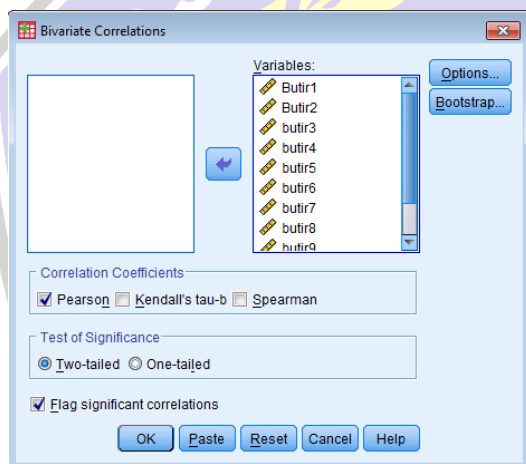 Bivariate Correlations
Variables:
Butir1
Butir2
butir3
butir4
butir5
butir6
butir7
butir8
butir9
Options...
Bootstrap...
Correlation Coefficients
Pearson Kendall's tau-b Spearman
Test of Significance
Two-tailed One-tailed
Flag significant correlations
OK Paste Reset Cancel Help